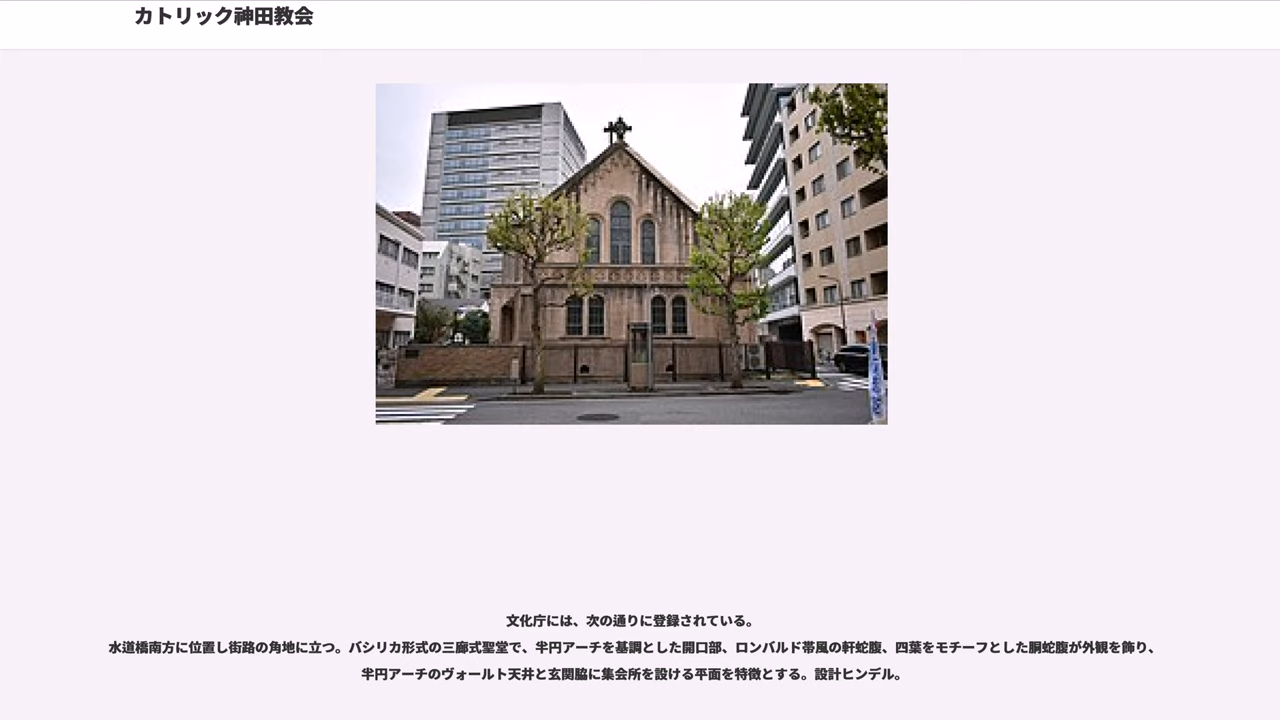 カトリック神田教会
文化庁には、次の通りに登録されている。
水道橋南方に位置し街路の角地に立つ。バシリカ形式の三廊式聖堂で、半円アーチを基調とした開口部、ロンバルド帯風の軒蛇腹、四葉をモチーフとした胴蛇腹が外観を飾り、
半円アーチのヴォールト天井と玄関脇に集会所を設ける平面を特徴とする。設計ヒンデル。